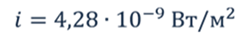 i = 4,28 · 10⁻⁹ Вт/м²